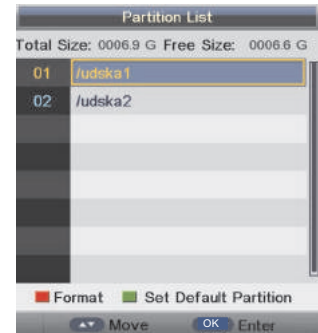 Partition List
Total Size: 0006.9 G Free Size: 0006.6 G
01 /udska1
02 /udska2
Format Set Default Partition
Move OK Enter